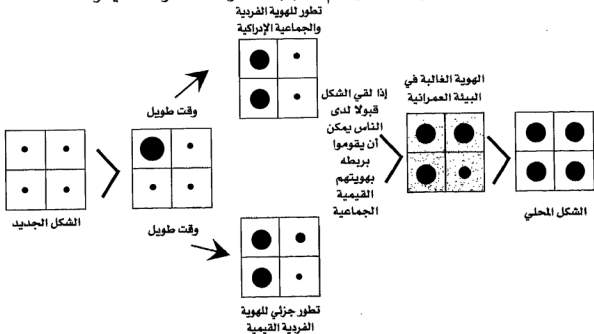 تطور للهوية الفردية
والجماعية الإدراكية
وقت طويل
إذا لقي الشكل
قبولا لدى
الناس يمكن
أن يقوموا
بربطه
بهويتهم
القيمية
الجماعية
الهوية الغالبة في
البيئة العمرانية
الشكل الجديد
وقت طويل
الشكل المحلي
تطور جزئي للهوية
الفردية القيمية